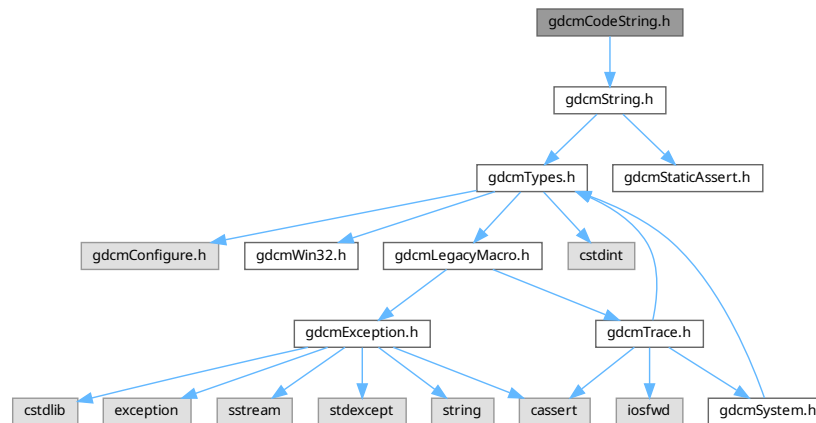 gdcmCodeString.h
gdcmString.h
gdcmTypes.h
gdcmStaticAssert.h
gdcmConfigure.h
gdcmWin32.h
gdcmLegacyMacro.h
cstdint
gdcmException.h
gdcmTrace.h
cstdlib
exception
sstream
stdexcept
string
cassert
iosfwd
gdcmSystem.h